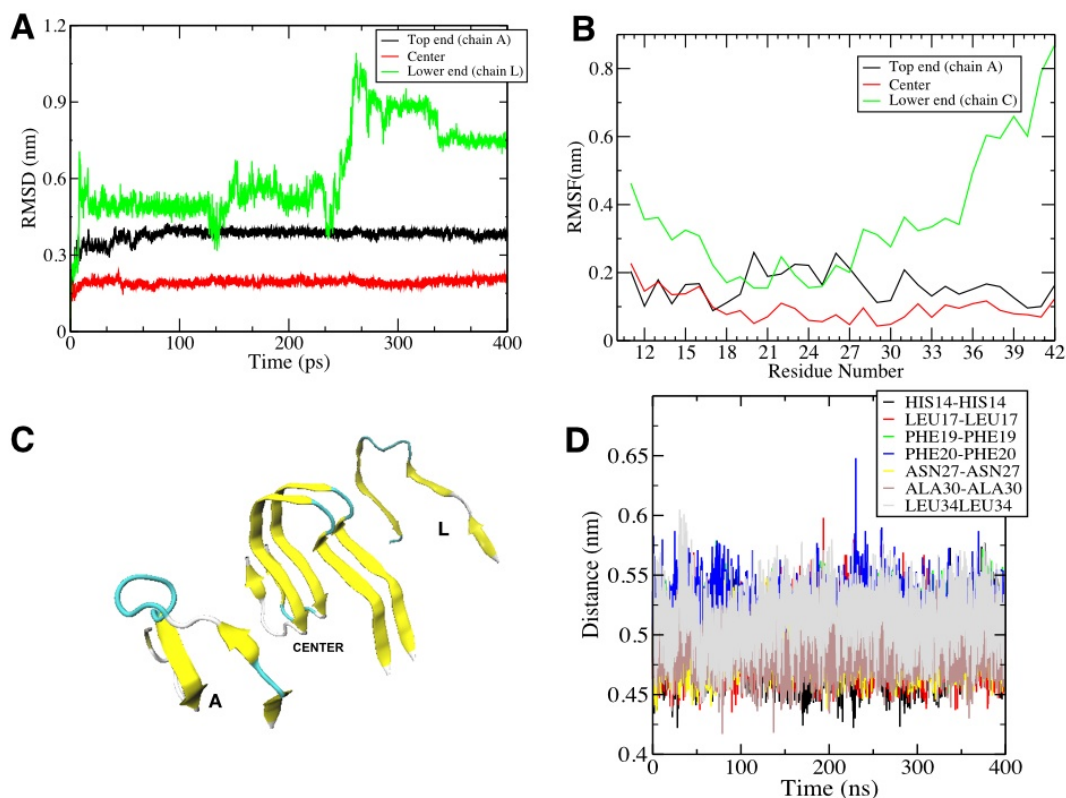 A
RMSD (nm)
1.2
0.9
0.6
0.3
0
Top end (chain A)
Center
Lower end (chain L)
0
100
200
300
400
Time (ps)
B
RMSF(nm)
0.8
0.6
0.4
0.2
0
Top end (chain A)
Center
Lower end (chain C)
12
15
18
21
24
27
30
33
36
39
42
Residue Number
C
A
CENTER
L
D
Distance (nm)
0.65
0.6
0.55
0.5
0.45
0.4
HIS14-HIS14
LEU17-LEU17
PHE19-PHE19
PHE20-PHE20
ASN27-ASN27
ALA30-ALA30
LEU34LEU34
0
100
200
300
400
Time (ns)